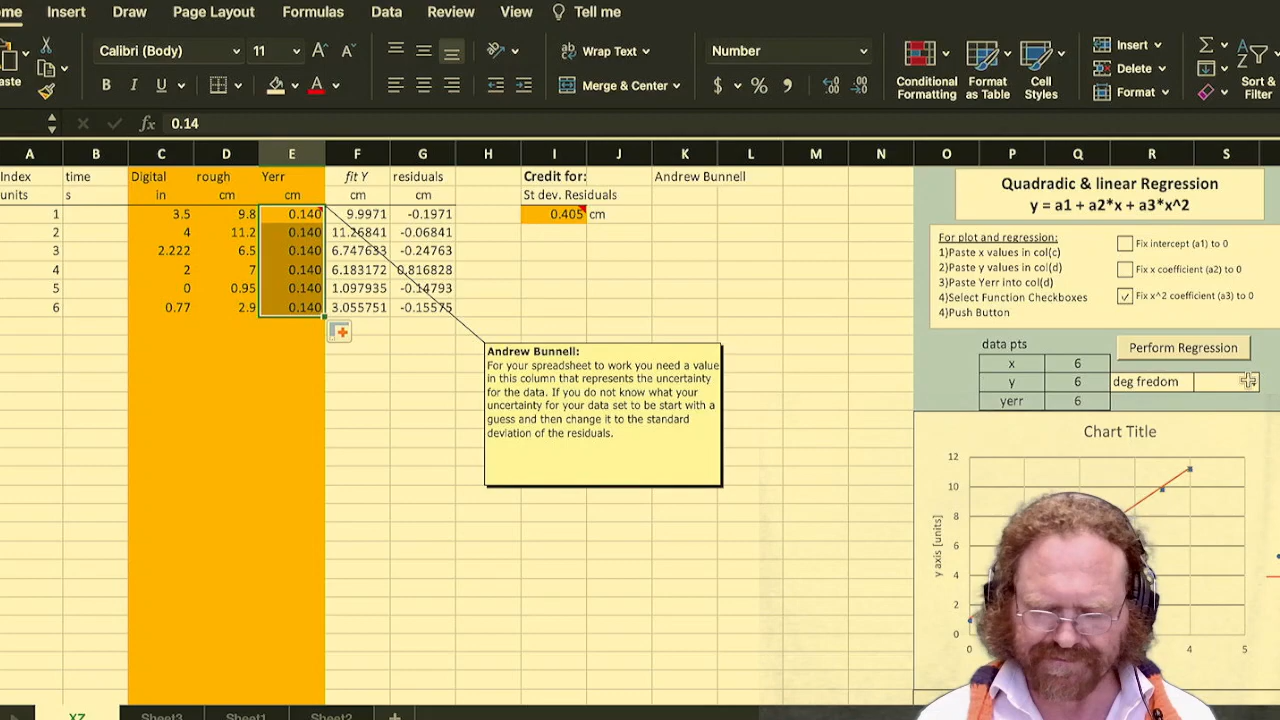 ome Insert Draw Page Layout Formulas Data Review View Tell me
Calibri (Body) 11 A A Wrap Text Number Insert Σ
aste B I U A Merge & Center $ % Conditional Formatting Format as Table Cell Styles Delete Format Sort & Filter
fx 0.14
A B C D E F G H I J K L M N O P Q R S
Index time Digital rough Yerr fit Y residuals Credit for: Andrew Bunnell
units s in cm cm cm cm St dev. Residuals
1 3.5 9.8 0.140 9.9971 -0.1971 0.405 cm
2 4 11.2 0.140 11.26841 -0.06841
3 2.222 6.5 0.140 6.747633 -0.24763
4 2 7 0.140 6.183172 0.816828
5 0 0.95 0.140 1.097935 -0.14793
6 0.77 2.9 0.140 3.055751 -0.15575
Andrew Bunnell:
For your spreadsheet to work you need a value
in this column that represents the uncertainty
for the data. If you do not know what your
uncertainty for your data set to be start with a
guess and then change it to the standard
deviation of the residuals.
Quadradic & linear Regression
y = a1 + a2*x + a3*x^2
For plot and regression:
1)Paste x values in col(c)
2)Paste y values in col(d)
3)Paste Yerr into col(d)
4)Select Function Checkboxes
4)Push Button
Fix intercept (a1) to 0
Fix x coefficient (a2) to 0
Fix x^2 coefficient (a3) to 0
data pts
Perform Regression
x 6
y 6 deg fredom
yerr 6
Chart Title
y axis [units]
12
10
8
6
4
2
0
0 4 5
XZ Sheet3 Sheet1 Sheet2 +